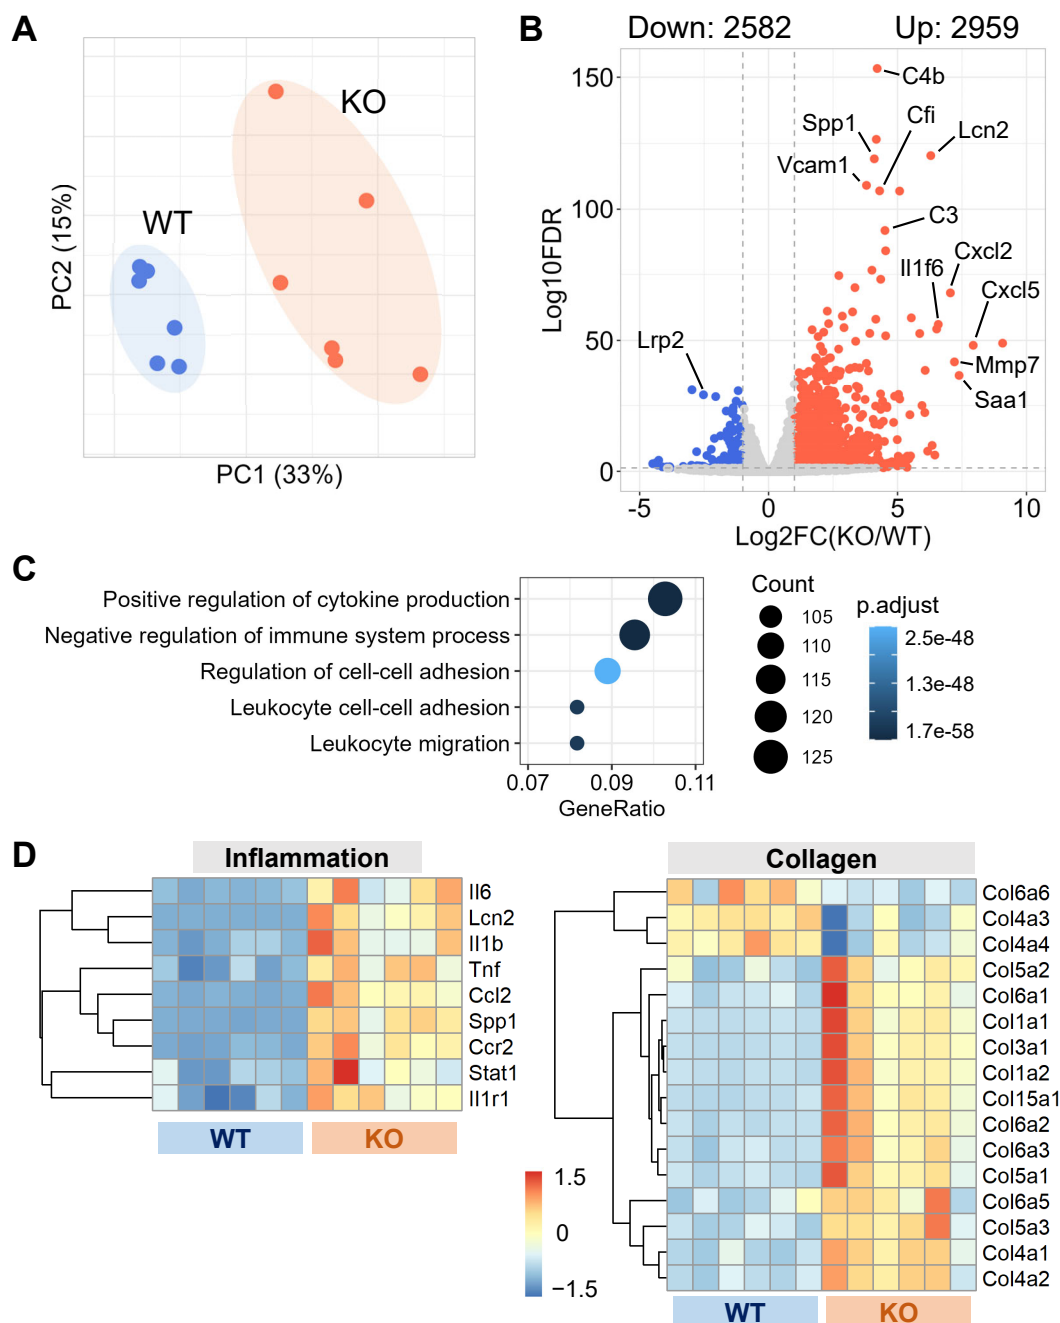 A
KO
WT
PC2 (15%)
PC1 (33%)
B
Down: 2582
Up: 2959
150
100
50
0
Log10FDR
C4b
Cfi
Spp1
Lcn2
Vcam1
C3
Cxcl2
Il1f6
Cxcl5
Lrp2
Mmp7
Saa1
-5
0
5
10
Log2FC(KO/WT)
C
Positive regulation of cytokine production
Negative regulation of immune system process
Regulation of cell-cell adhesion
Leukocyte cell-cell adhesion
Leukocyte migration
0.07
0.09
0.11
GeneRatio
Count
105
110
115
120
125
p.adjust
2.5e-48
1.3e-48
1.7e-58
D
Inflammation
Il6
Lcn2
Il1b
Tnf
Ccl2
Spp1
Ccr2
Stat1
Il1r1
WT
KO
1.5
0
−1.5
Collagen
Col6a6
Col4a3
Col4a4
Col5a2
Col6a1
Col1a1
Col3a1
Col1a2
Col15a1
Col6a2
Col6a3
Col5a1
Col6a5
Col5a3
Col4a1
Col4a2
WT
KO